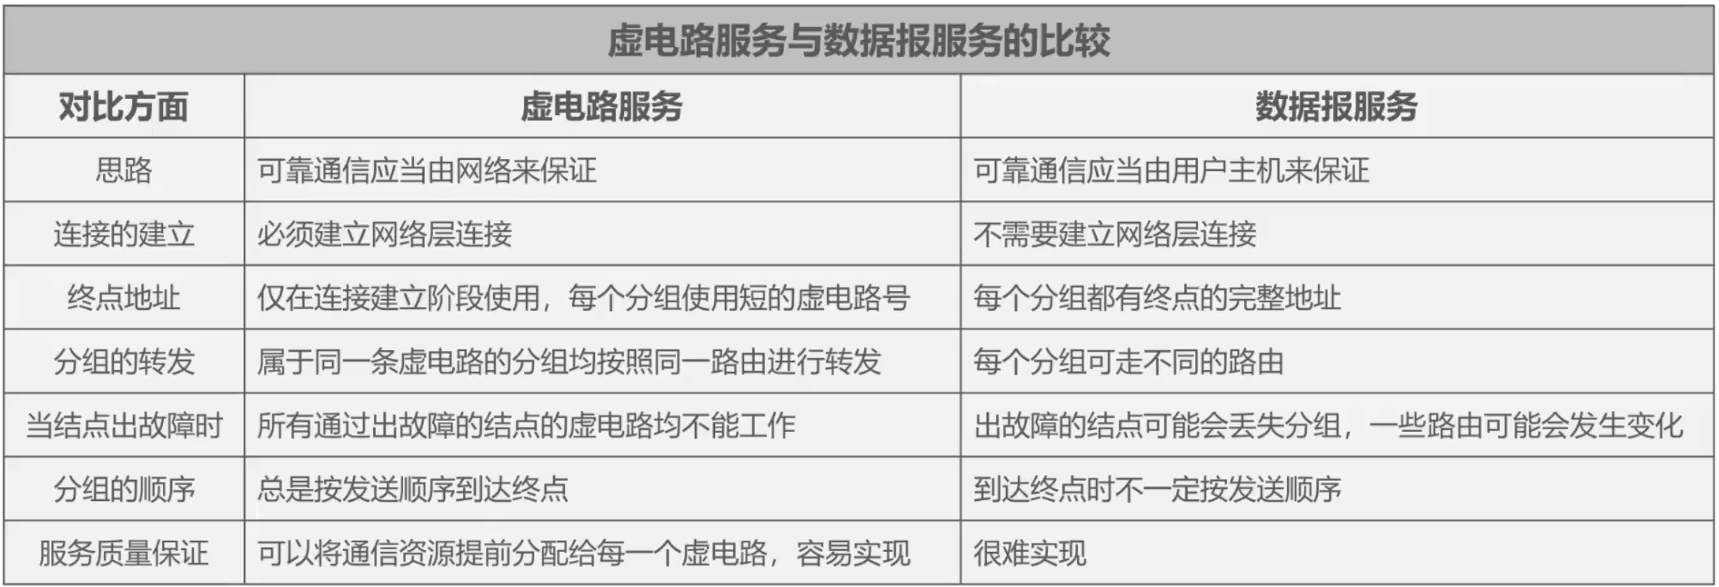 虚电路服务与数据报服务的比较
对比方面 虚电路服务 数据报服务
思路 可靠通信应当由网络来保证 可靠通信应当由用户主机来保证
连接的建立 必须建立网络层连接 不需要建立网络层连接
终点地址 仅在连接建立阶段使用，每个分组使用短的虚电路号 每个分组都有终点的完整地址
分组的转发 属于同一条虚电路的分组均按照同一路由进行转发 每个分组可走不同的路由
当结点出故障时 所有通过出故障的结点的虚电路均不能工作 出故障的结点可能会丢失分组，一些路由可能会发生变化
分组的顺序 总是按发送顺序到达终点 到达终点时不一定按发送顺序
服务质量保证 可以将通信资源提前分配给每一个虚电路，容易实现 很难实现